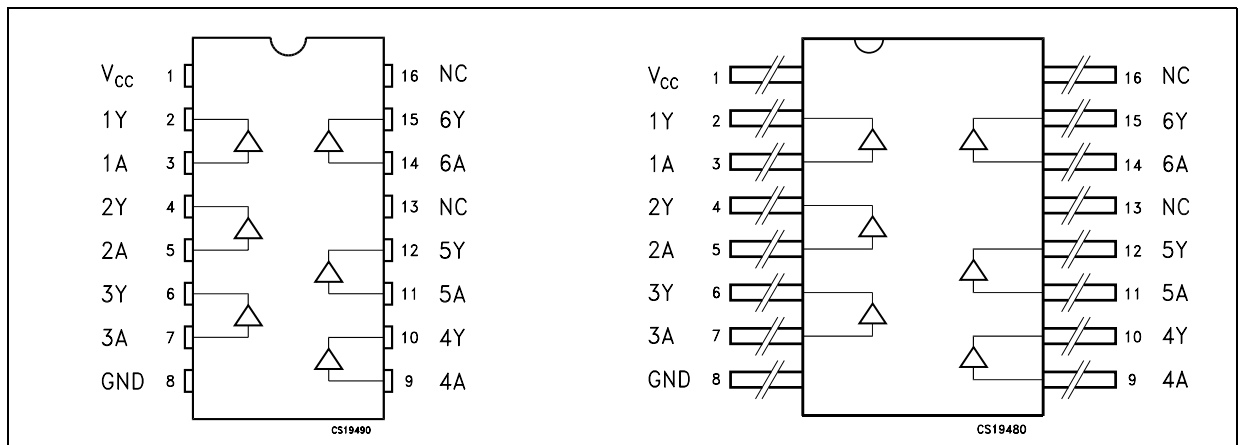 V_CC 1 16 NC
1Y 2 15 6Y
1A 3 14 6A
2Y 4 13 NC
2A 5 12 5Y
3Y 6 11 5A
3A 7 10 4Y
GND 8 9 4A
CS19490
V_CC 1 16 NC
1Y 2 15 6Y
1A 3 14 6A
2Y 4 13 NC
2A 5 12 5Y
3Y 6 11 5A
3A 7 10 4Y
GND 8 9 4A
CS19480